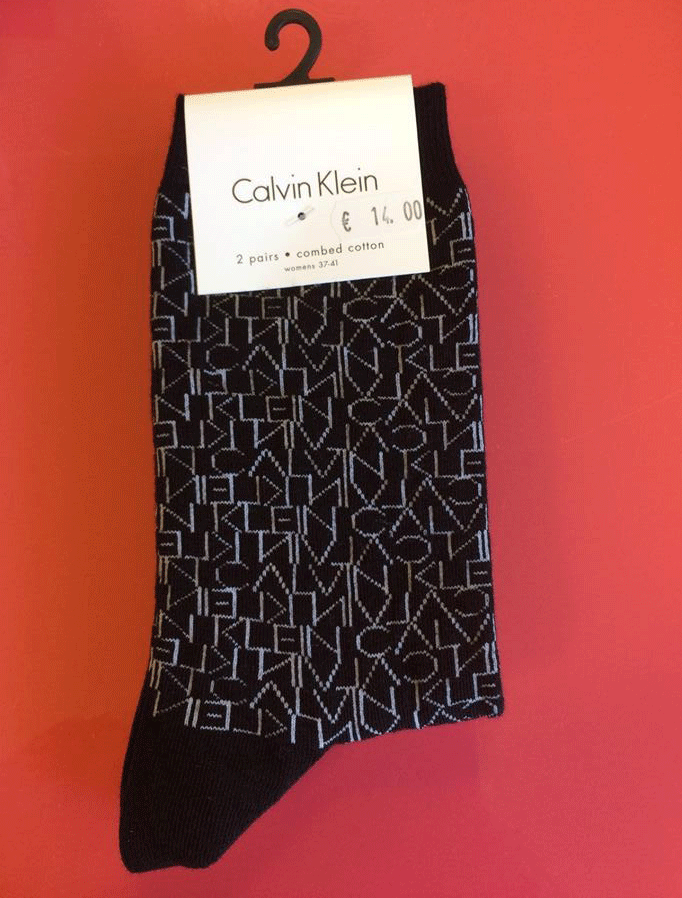 Calvin Klein
€ 14.00
2 pairs • combed cotton
womens 37-41